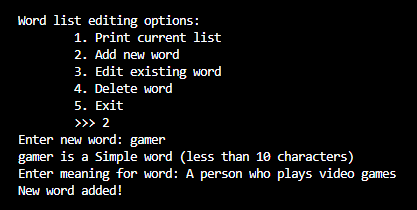 Word list editing options:
1. Print current list
2. Add new word
3. Edit existing word
4. Delete word
5. Exit
>>> 2
Enter new word: gamer
gamer is a Simple word (less than 10 characters)
Enter meaning for word: A person who plays video games
New word added!